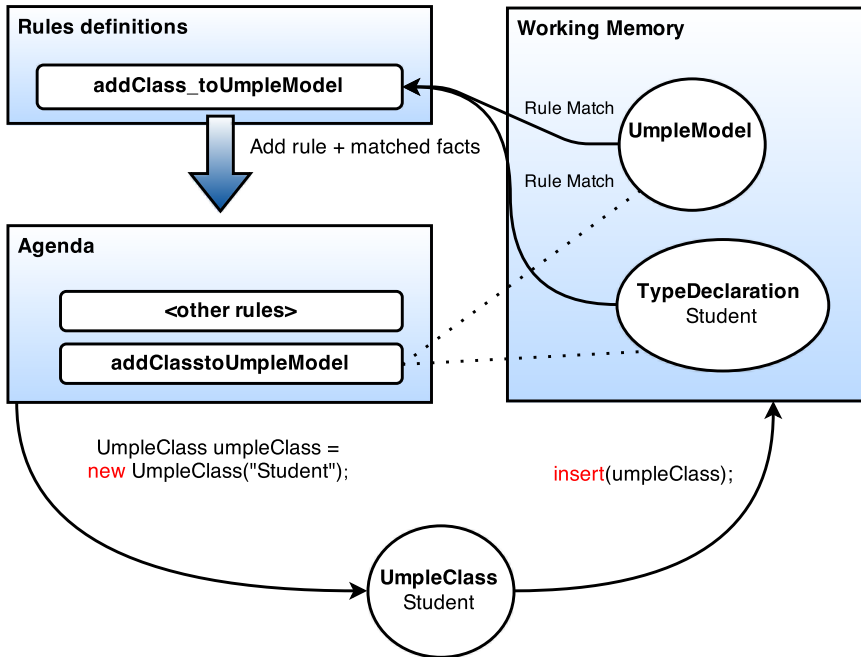 Rules definitions
addClass_toUmpleModel
Add rule + matched facts
Agenda
<other rules>
addClasstoUmpleModel
Working Memory
Rule Match
UmpleModel
Rule Match
TypeDeclaration
Student
UmpleClass umpleClass =
new UmpleClass("Student");
insert(umpleClass);
UmpleClass
Student